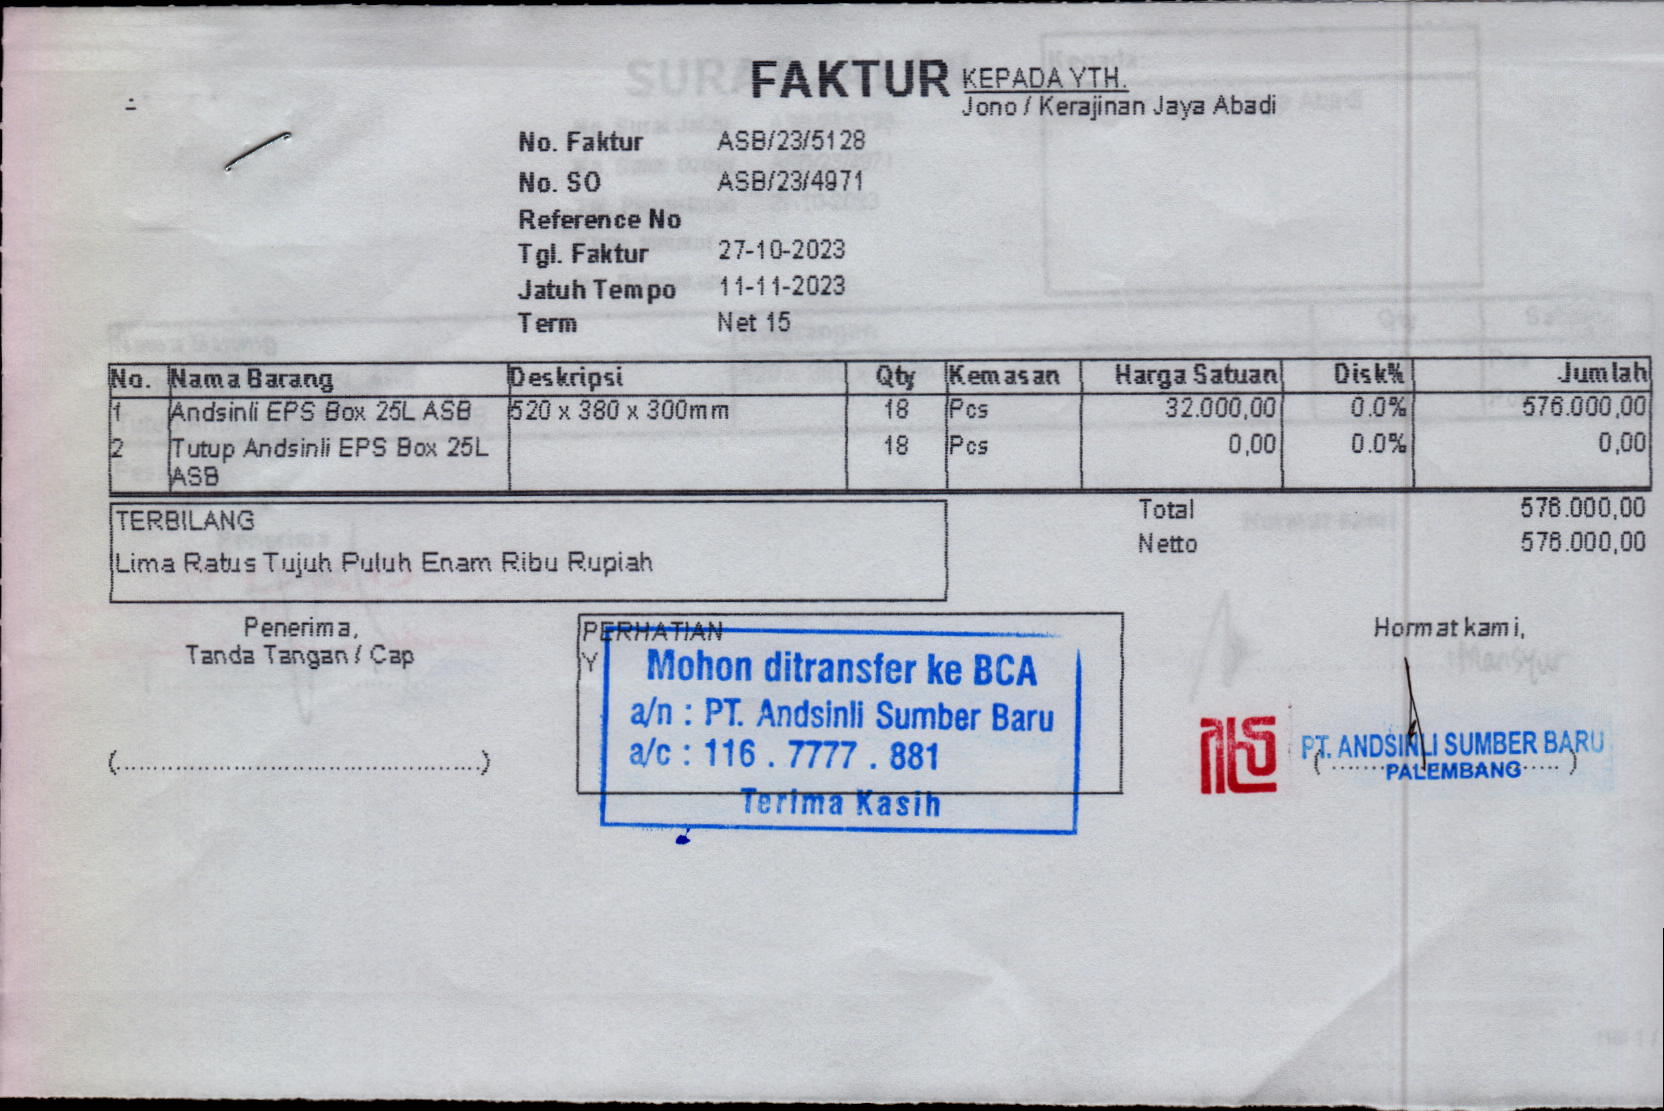 FAKTUR
KEPADA YTH.
Jono / Kerajinan Jaya Abadi
No. Faktur ASB/23/5128
No. SO ASB/23/4971
Reference No
Tgl. Faktur 27-10-2023
Jatuh Tempo 11-11-2023
Term Net 15
No. Nama Barang Deskripsi Qty Kemasan Harga Satuan Disk% Jumlah
1 Andsinli EPS Box 25L ASB 520 x 380 x 300mm 18 Pcs 32.000,00 0.0% 576.000,00
2 Tutup Andsinli EPS Box 25L 18 Pcs 0,00 0.0% 0,00
ASB
TERBILANG
Lima Ratus Tujuh Puluh Enam Ribu Rupiah
Total 576.000,00
Netto 576.000,00
Penerima,
Tanda Tangan / Cap
(..................................................)
PERHATIAN
Y
Mohon ditransfer ke BCA
a/n : PT. Andsinli Sumber Baru
a/c : 116 . 7777 . 881
Terima Kasih
Hormat kami,
PT. ANDSINLI SUMBER BARU
PALEMBANG